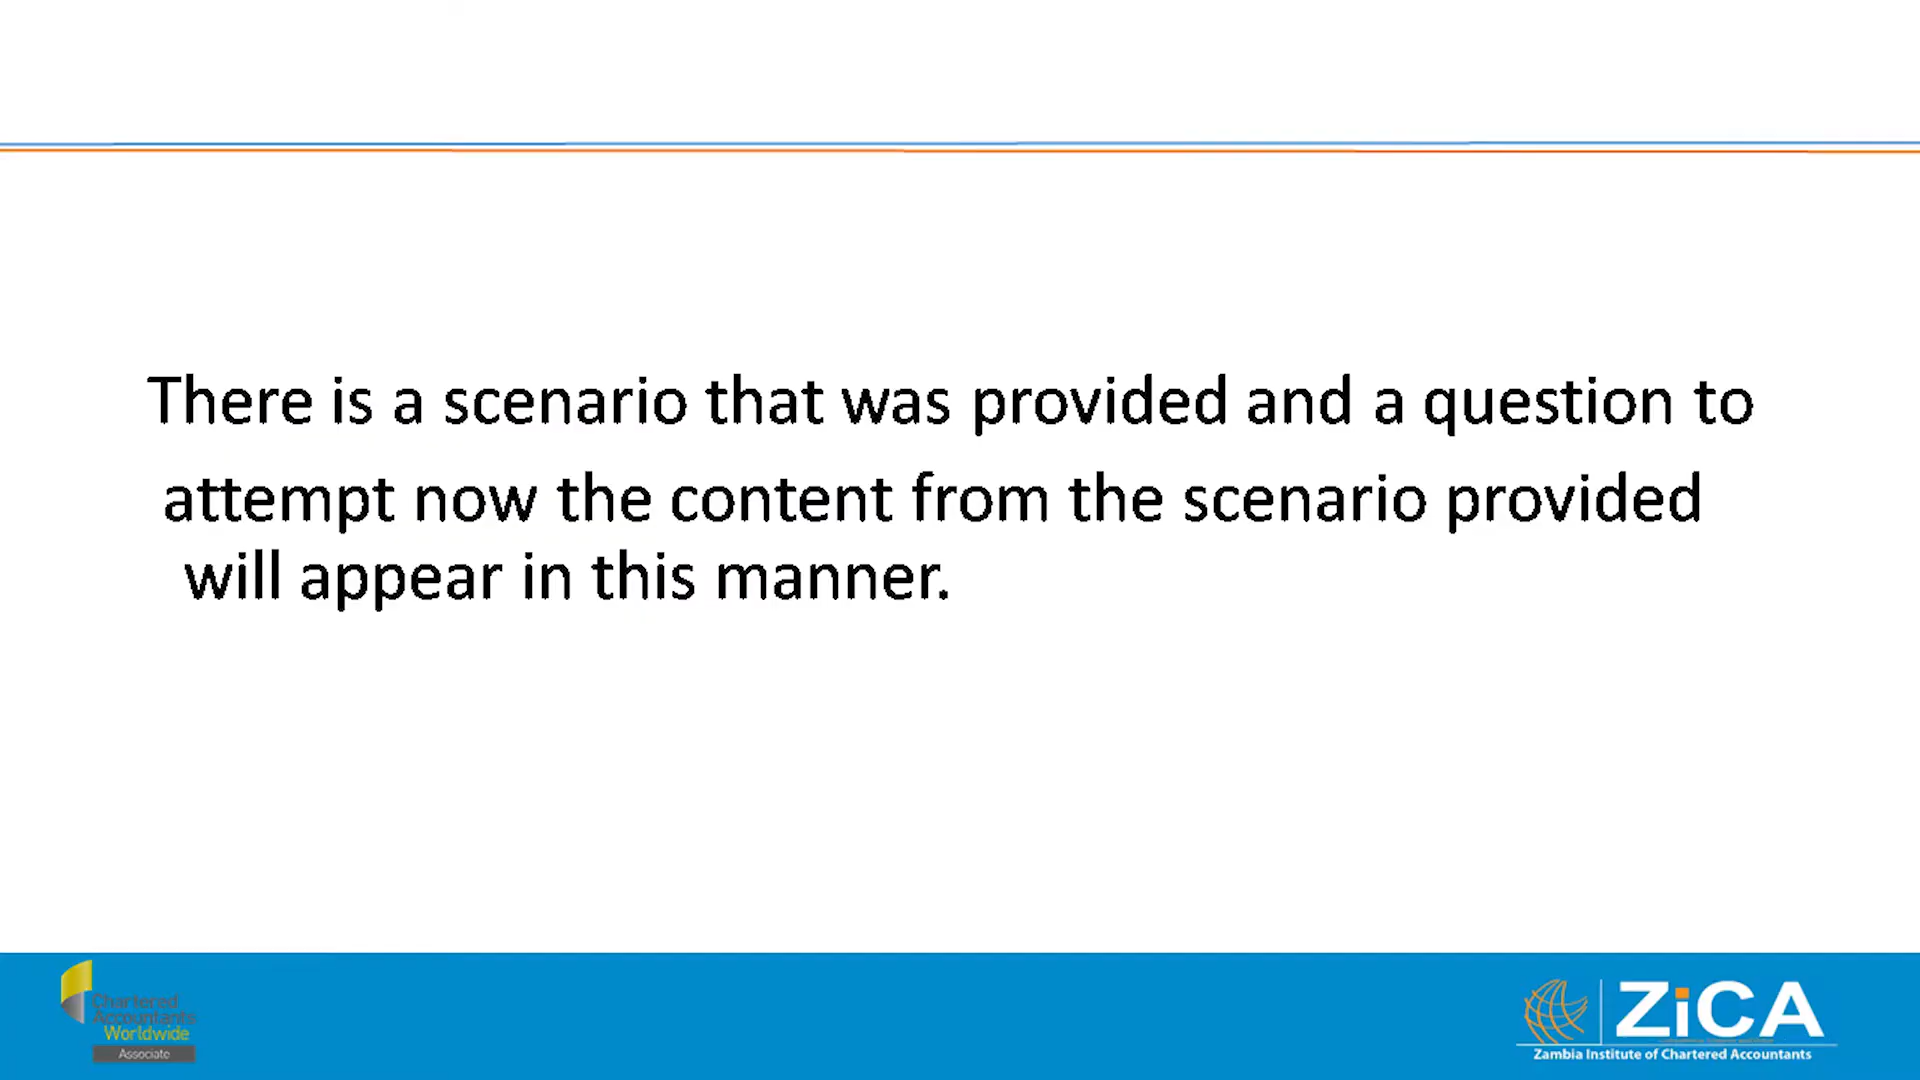 There is a scenario that was provided and a question to
attempt now the content from the scenario provided
will appear in this manner.
Chartered
Accountants
Worldwide
Associate
ZiCA
Zambia Institute of Chartered Accountants